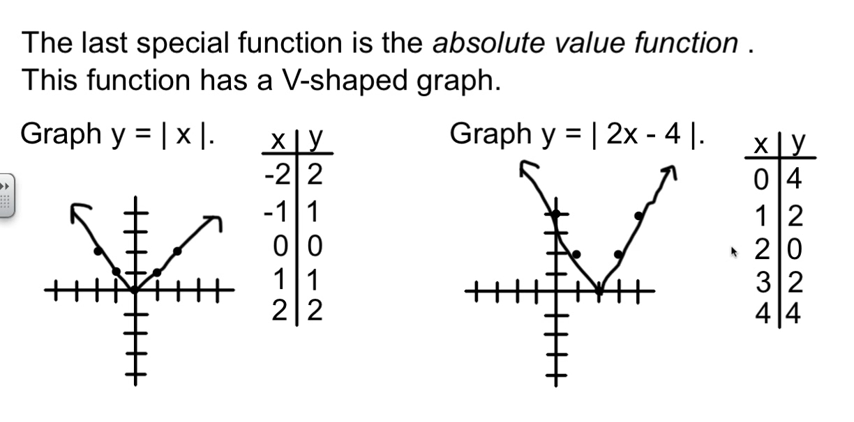 The last special function is the absolute value function .
This function has a V-shaped graph.
Graph y = | x |.
x | y
-2 | 2
-1 | 1
0 | 0
1 | 1
2 | 2
Graph y = | 2x - 4 |.
x | y
0 | 4
1 | 2
2 | 0
3 | 2
4 | 4